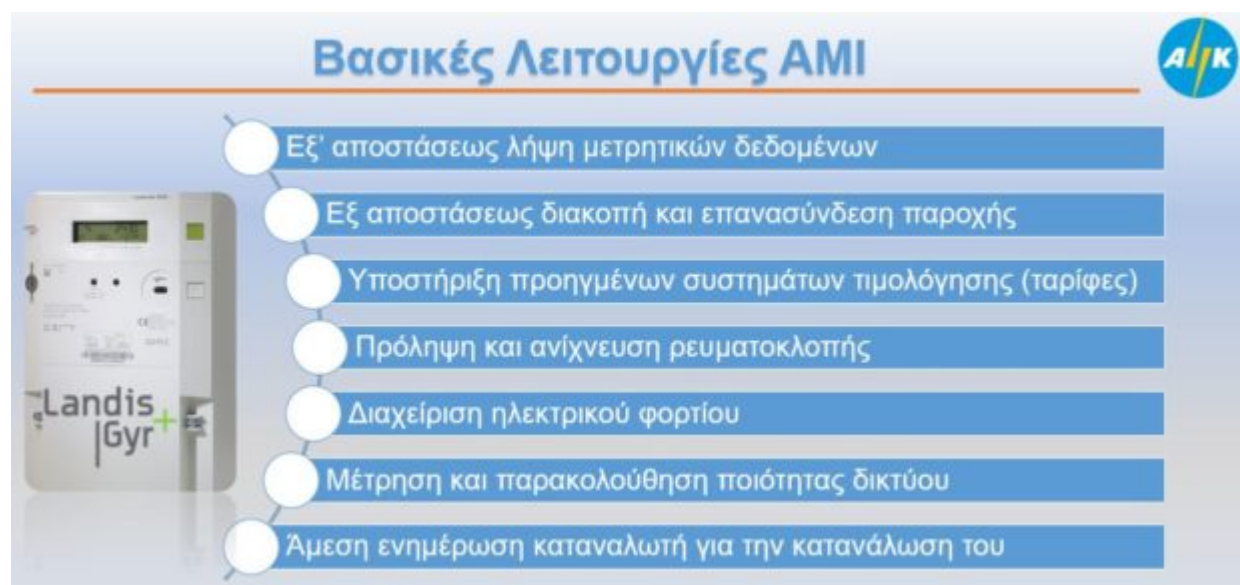 Βασικές Λειτουργίες ΑΜΙ
ΑΗΚ
Εξ’ αποστάσεως λήψη μετρητικών δεδομένων
Εξ αποστάσεως διακοπή και επανασύνδεση παροχής
Υποστήριξη προηγμένων συστημάτων τιμολόγησης (ταρίφες)
Πρόληψη και ανίχνευση ρευματοκλοπής
Διαχείριση ηλεκτρικού φορτίου
Μέτρηση και παρακολούθηση ποιότητας δικτύου
Άμεση ενημέρωση καταναλωτή για την κατανάλωση του
Landis+
Gyr